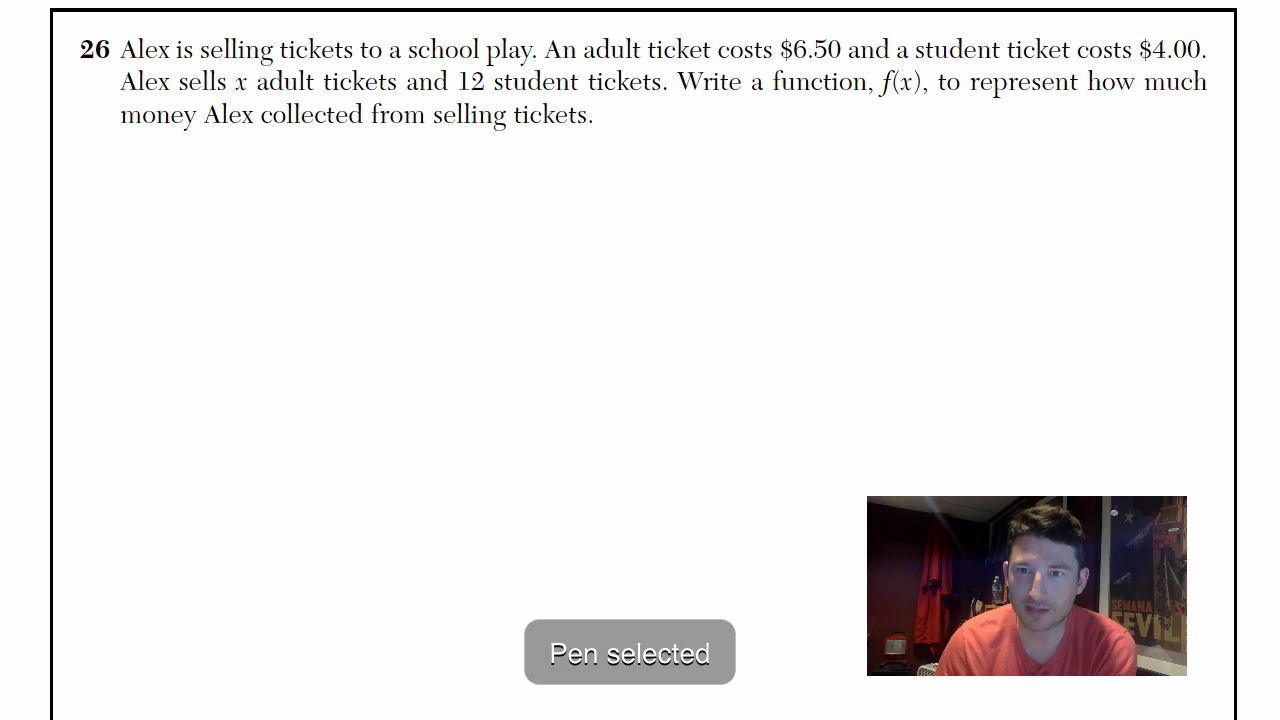 26 Alex is selling tickets to a school play. An adult ticket costs $6.50 and a student ticket costs $4.00.
Alex sells x adult tickets and 12 student tickets. Write a function, f(x), to represent how much
money Alex collected from selling tickets.
SEMANA
Pen selected